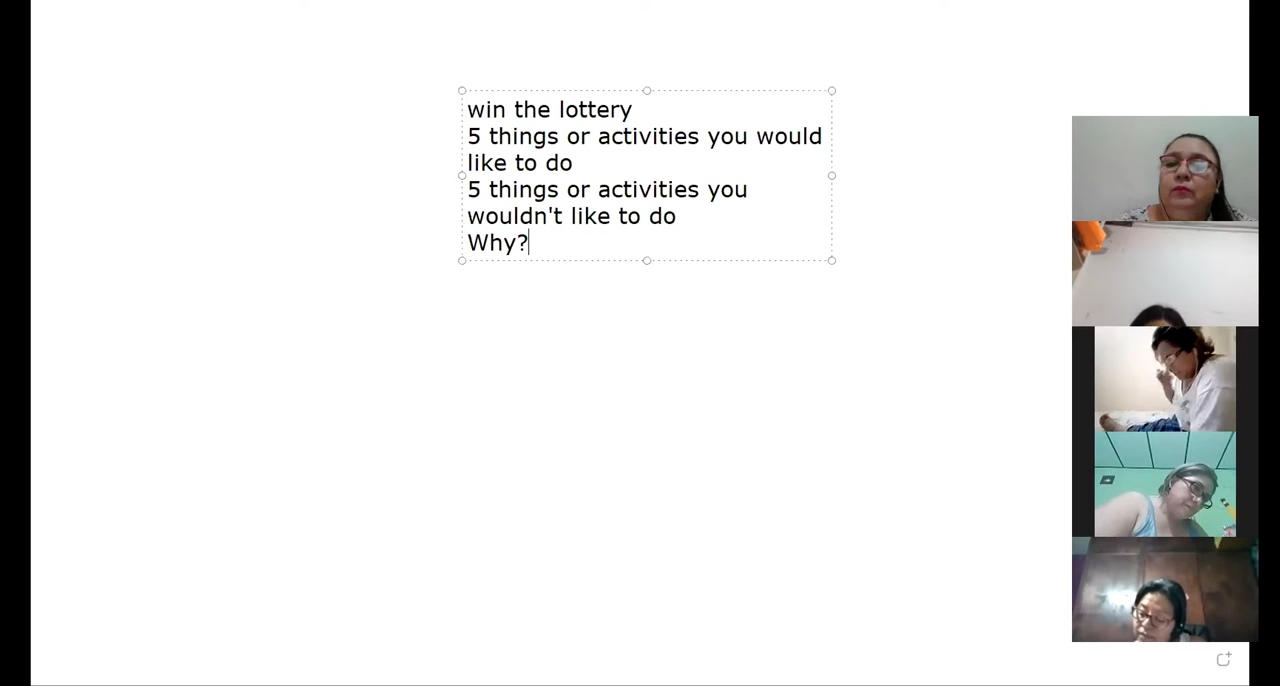 win the lottery
5 things or activities you would
like to do
5 things or activities you
wouldn't like to do
Why?